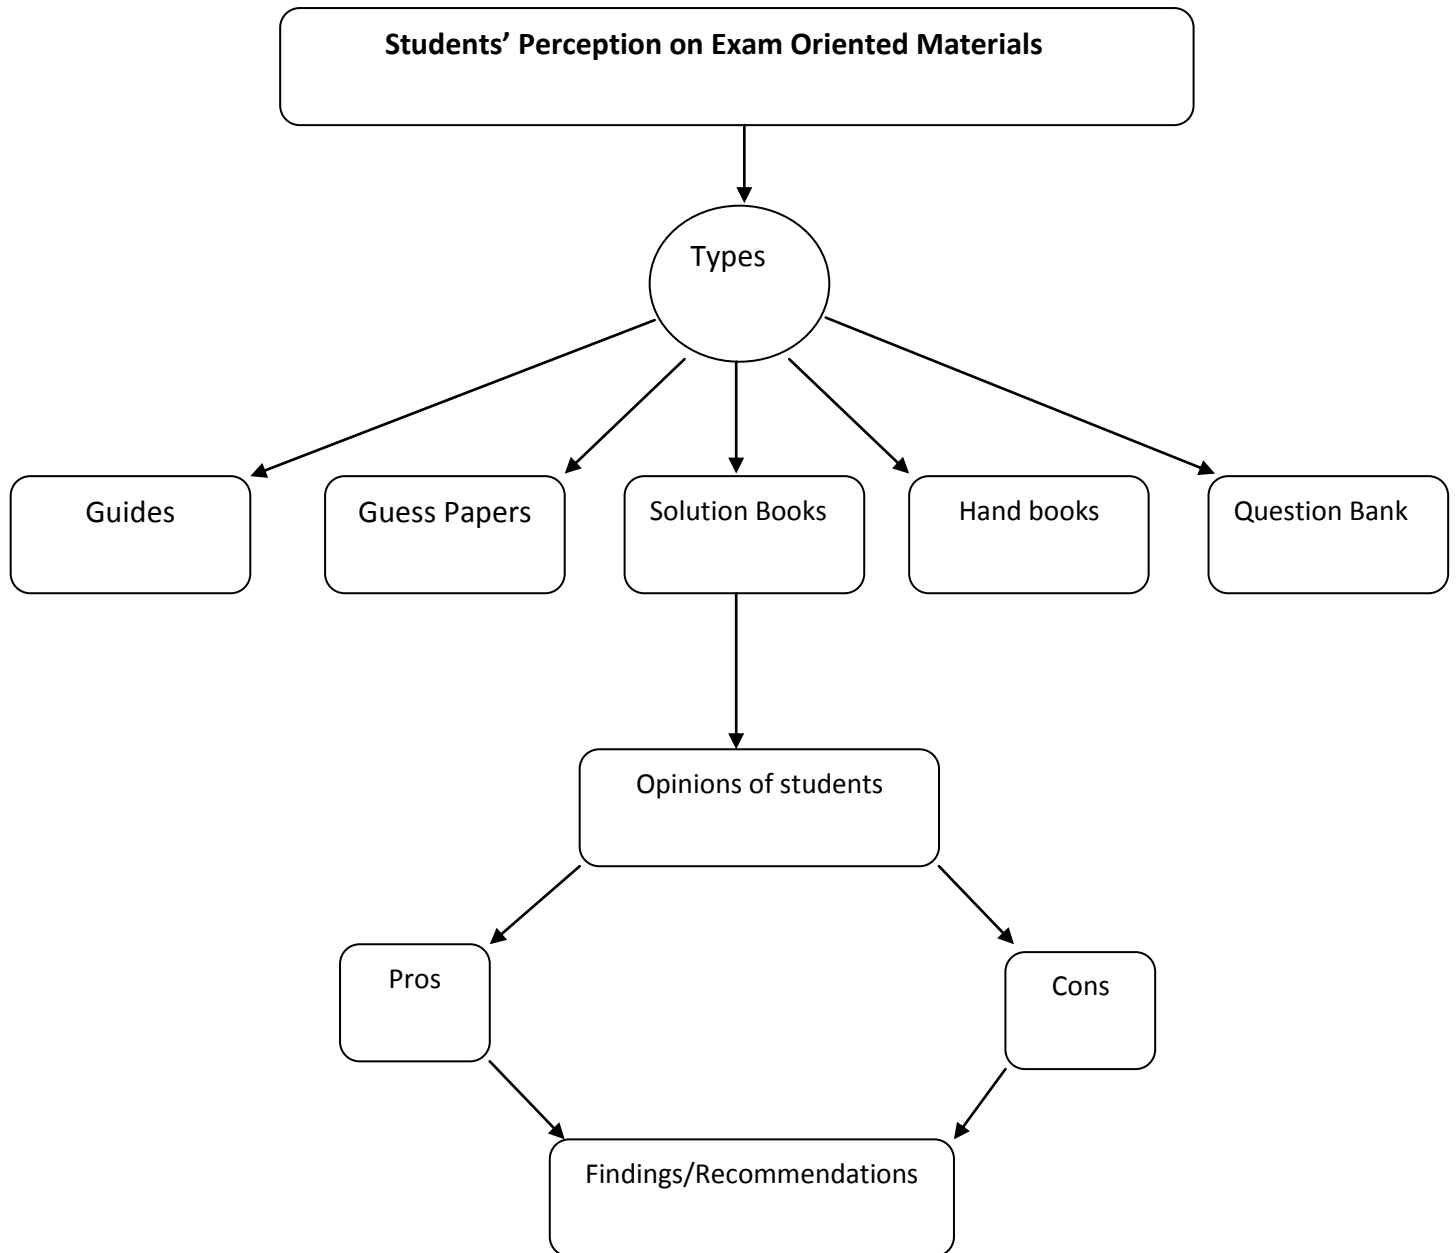 Students’ Perception on Exam Oriented Materials
Types
Guides
Guess Papers
Solution Books
Hand books
Question Bank
Opinions of students
Pros
Cons
Findings/Recommendations